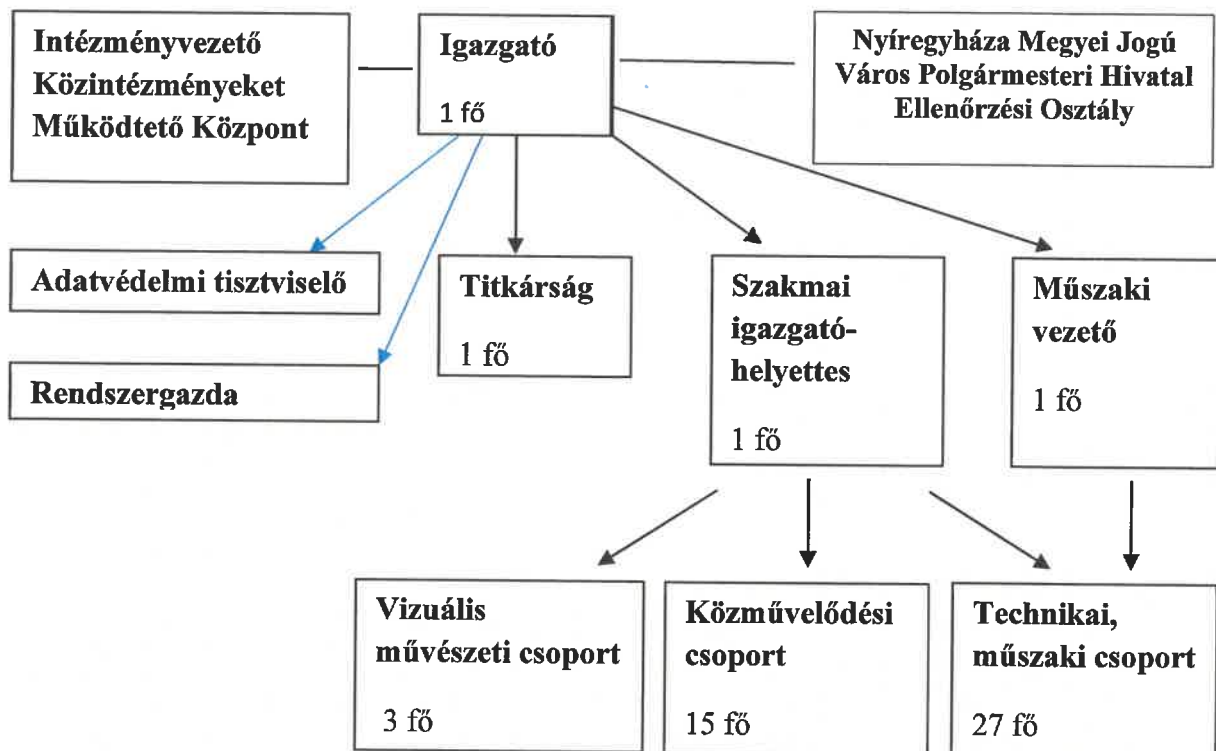 Intézményvezető
Közintézményeket
Működtető Központ
Igazgató
1 fő
Nyíregyháza Megyei Jogú
Város Polgármesteri Hivatal
Ellenőrzési Osztály
Adatvédelmi tisztviselő
Rendszergazda
Titkárság
1 fő
Szakmai
igazgató-
helyettes
1 fő
Műszaki
vezető
1 fő
Vizuális
művészeti csoport
3 fő
Közművelődési
csoport
15 fő
Technikai,
műszaki csoport
27 fő